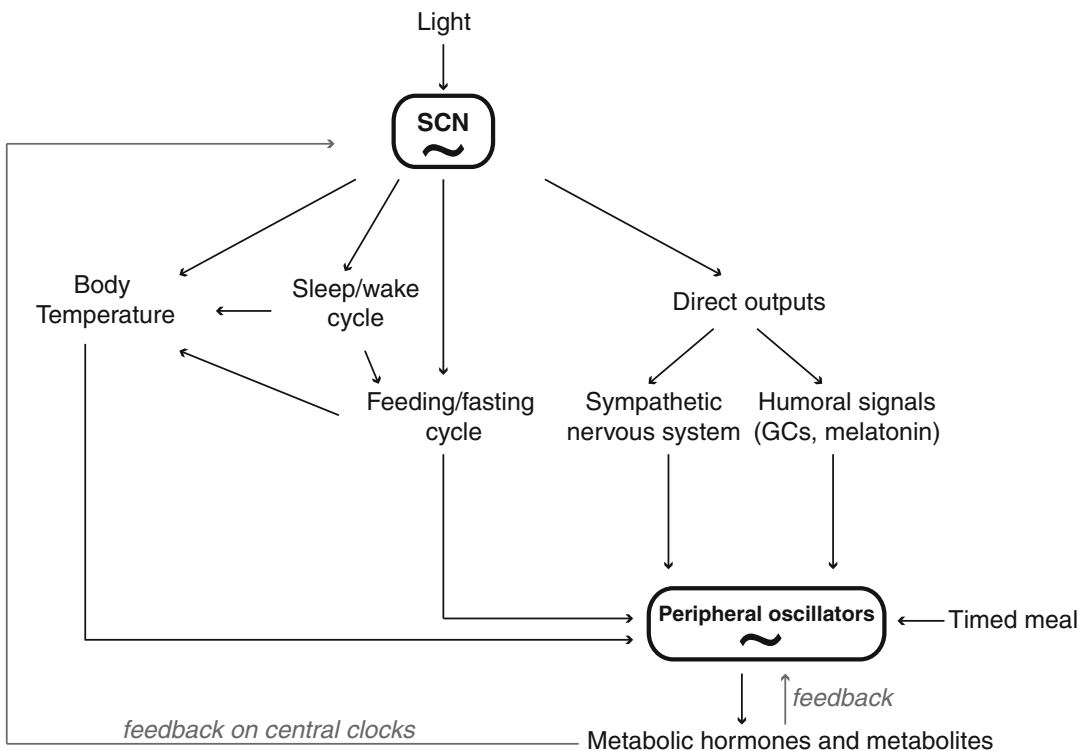 Light
SCN
Body
Temperature
Sleep/wake
cycle
Direct outputs
Feeding/fasting
cycle
Sympathetic
nervous system
Humoral signals
(GCs, melatonin)
Peripheral oscillators
Timed meal
feedback
feedback on central clocks
Metabolic hormones and metabolites